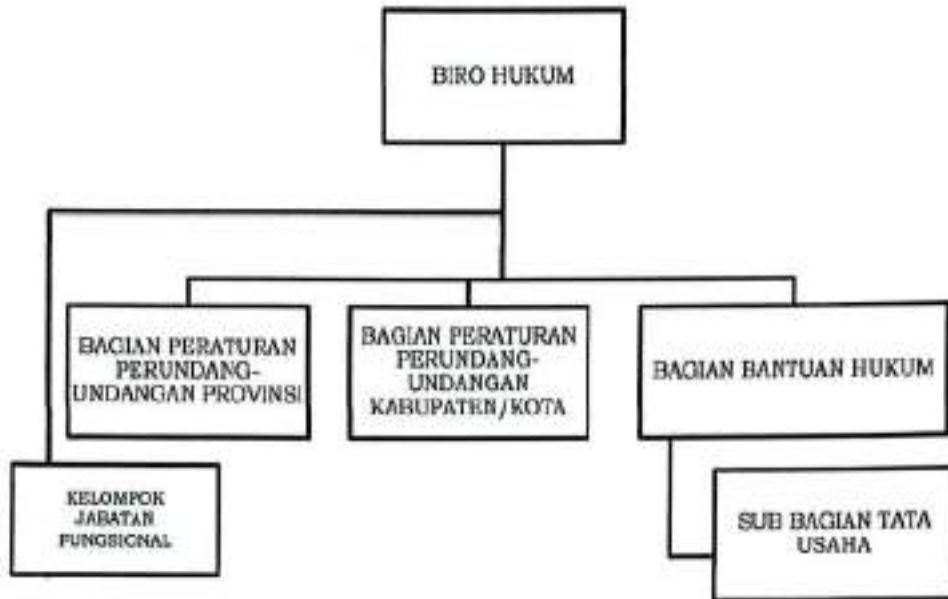 BIRO HUKUM
BAGIAN PERATURAN
PERUNDANG-
UNDANGAN PROVINSI
BAGIAN PERATURAN
PERUNDANG-
UNDANGAN
KABUPATEN/KOTA
BAGIAN BANTUAN HUKUM
KELOMPOK
JABATAN
FUNGSIONAL
SUB BAGIAN TATA
USAHA